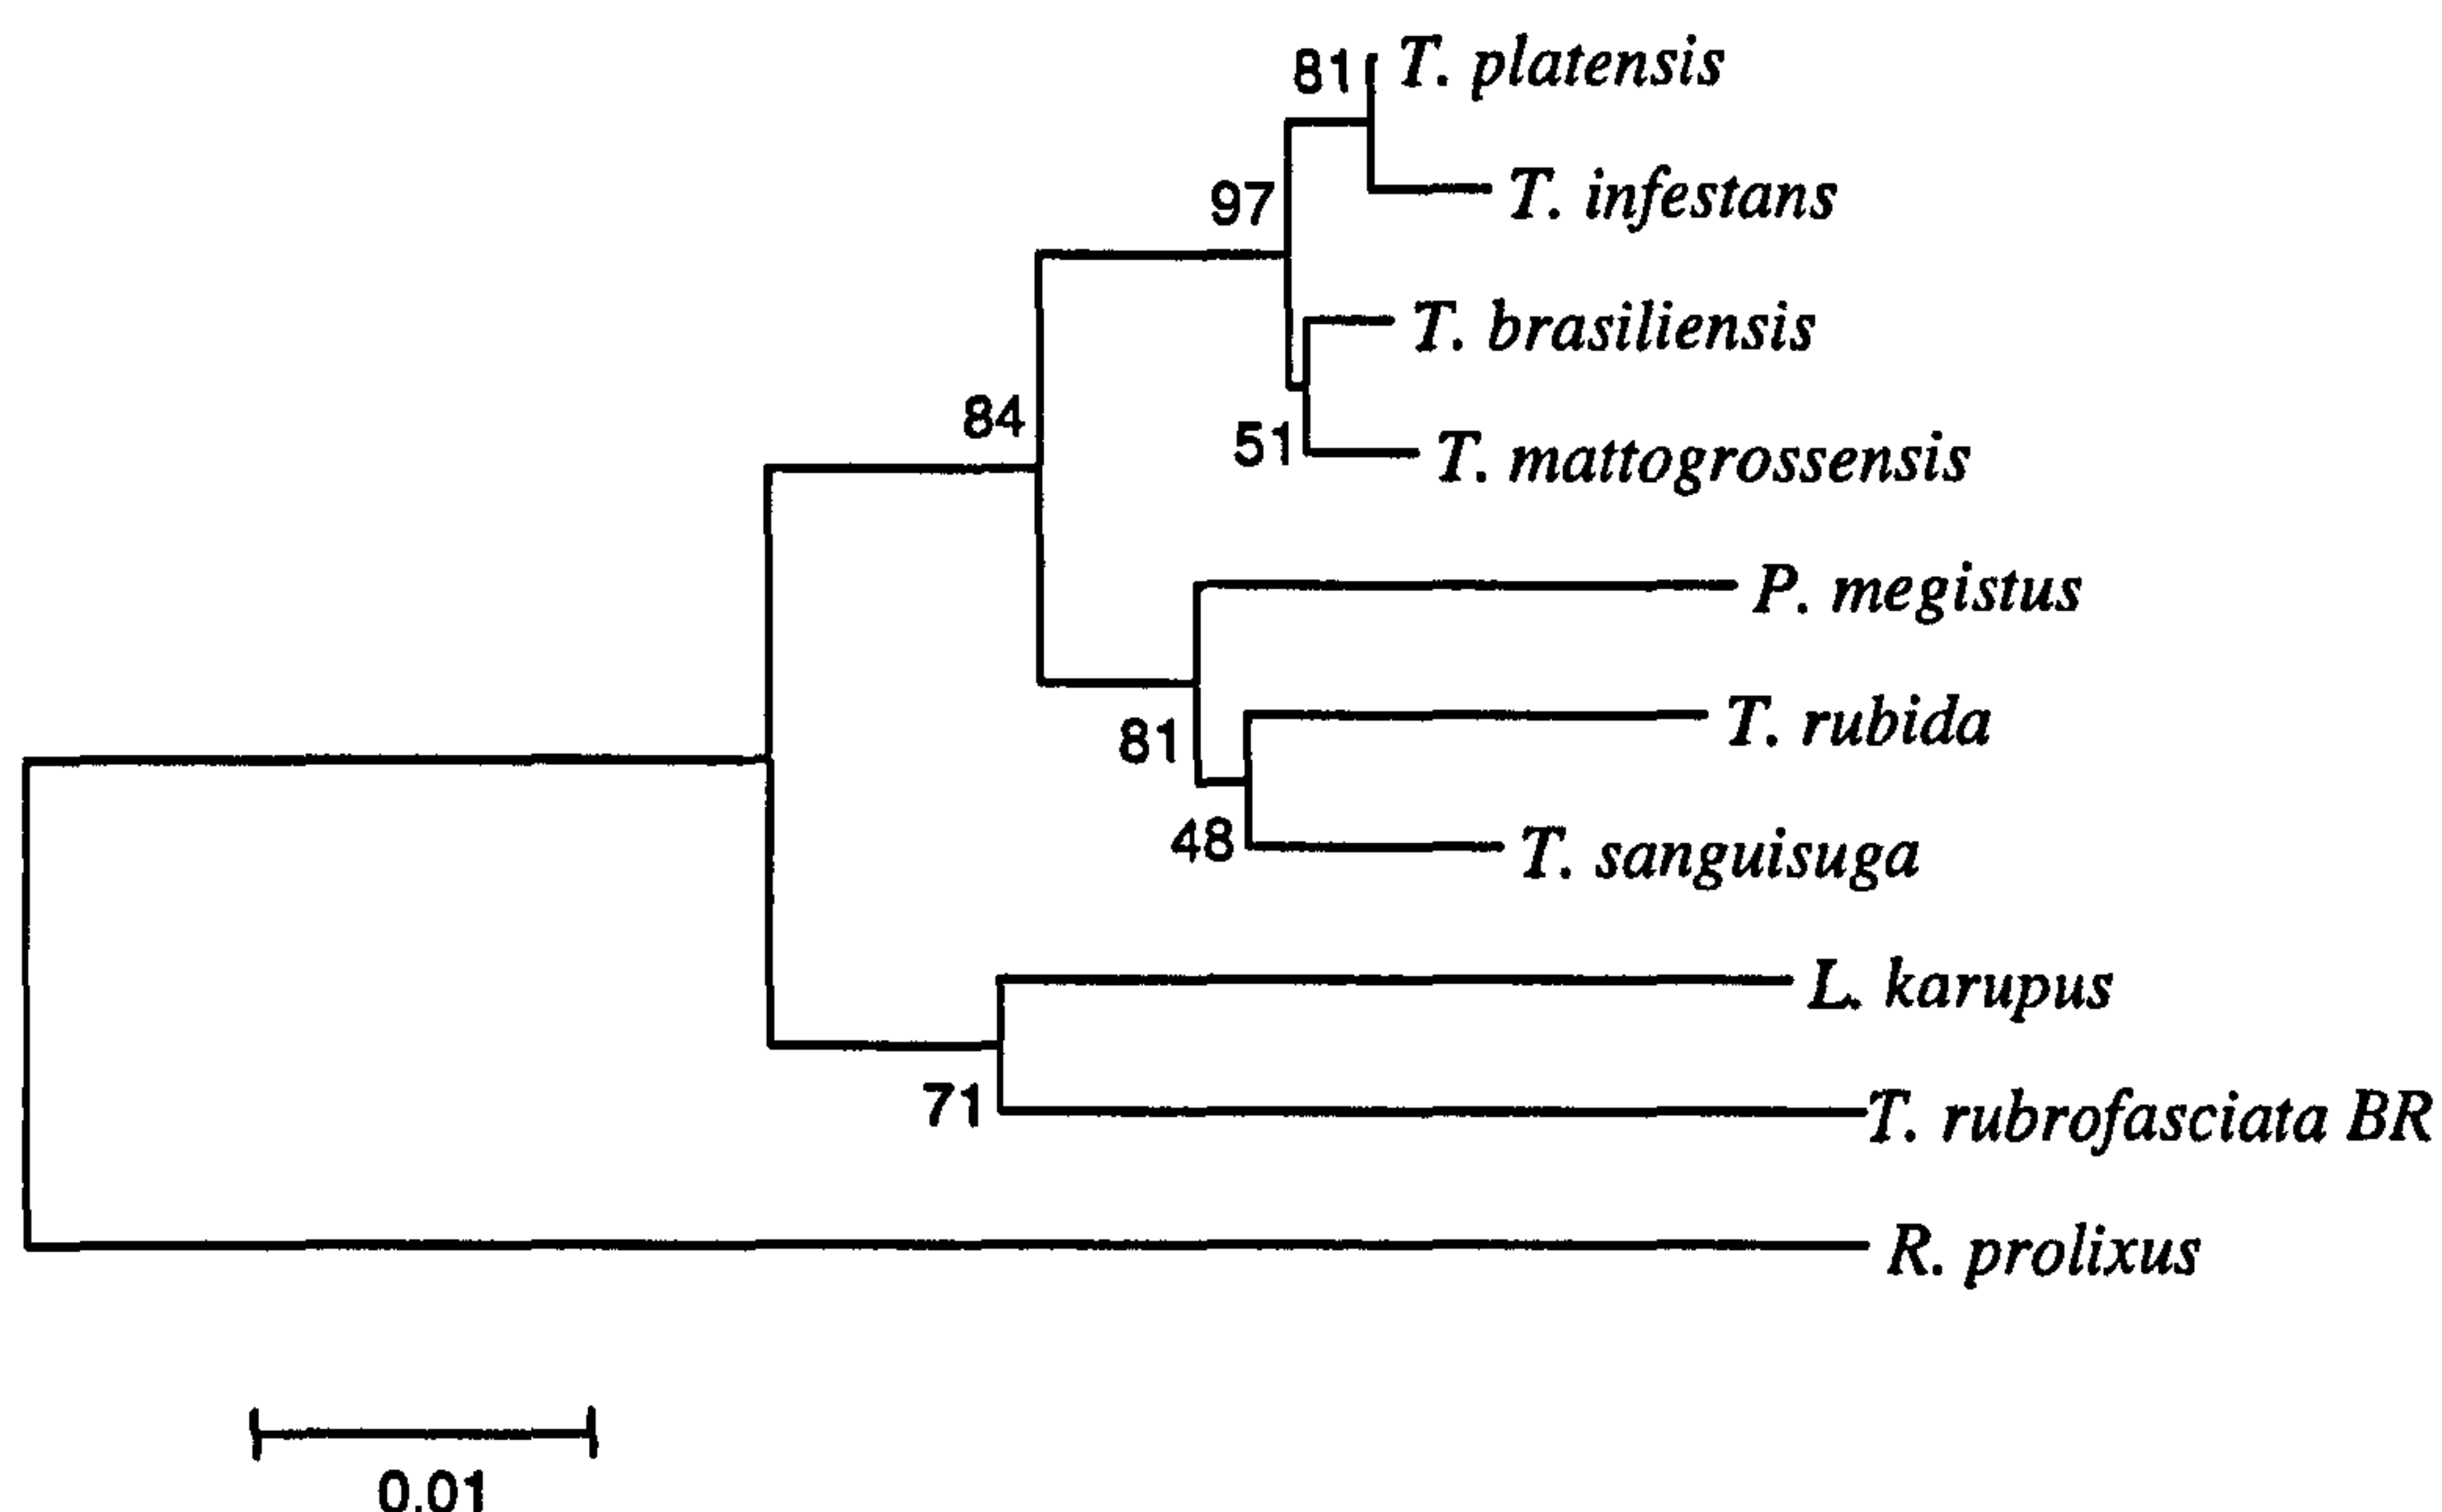 81 T. platensis
97 T. infestans
T. brasiliensis
84
51 T. mattogrossensis
P. megistus
81 T. rubida
48 T. sanguisuga
L. karupus
71 T. rubrofasciata BR
R. prolixus
0.01